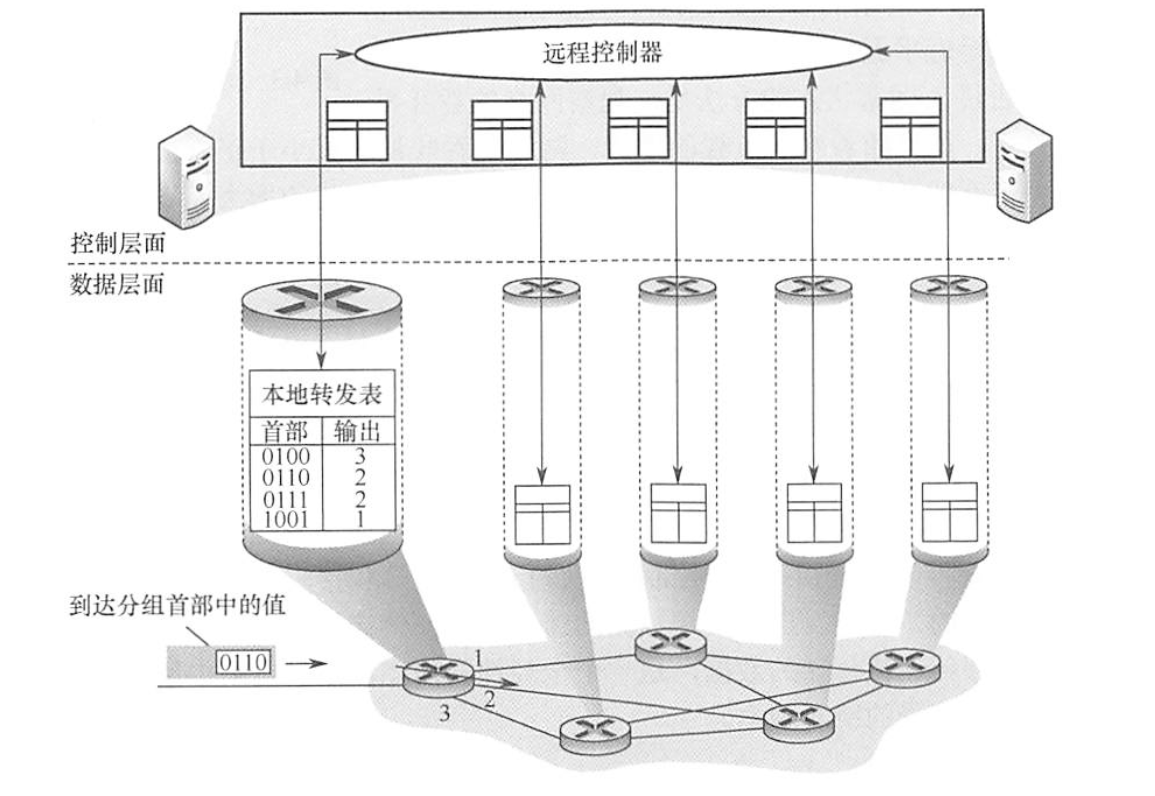 远程控制器
控制层面
数据层面
本地转发表
首部 输出
0100 3
0110 2
0111 2
1001 1
到达分组首部中的值
0110
1
2
3